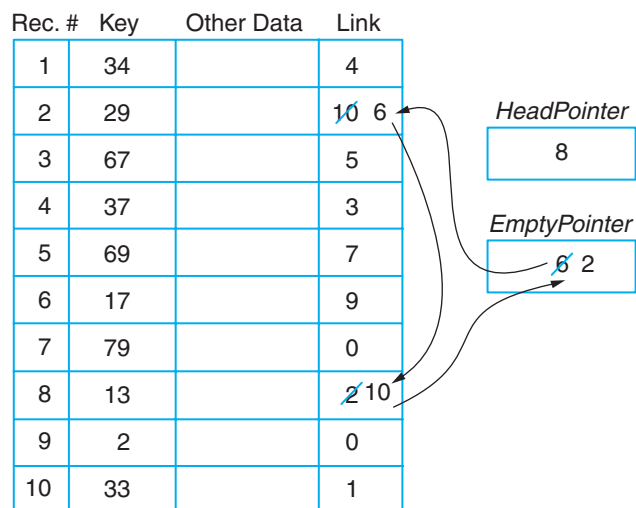 Rec. # Key Other Data Link
1 34 4
2 29 10 6
3 67 5
4 37 3
5 69 7
6 17 9
7 79 0
8 13 2 10
9 2 0
10 33 1
HeadPointer
8
EmptyPointer
6 2